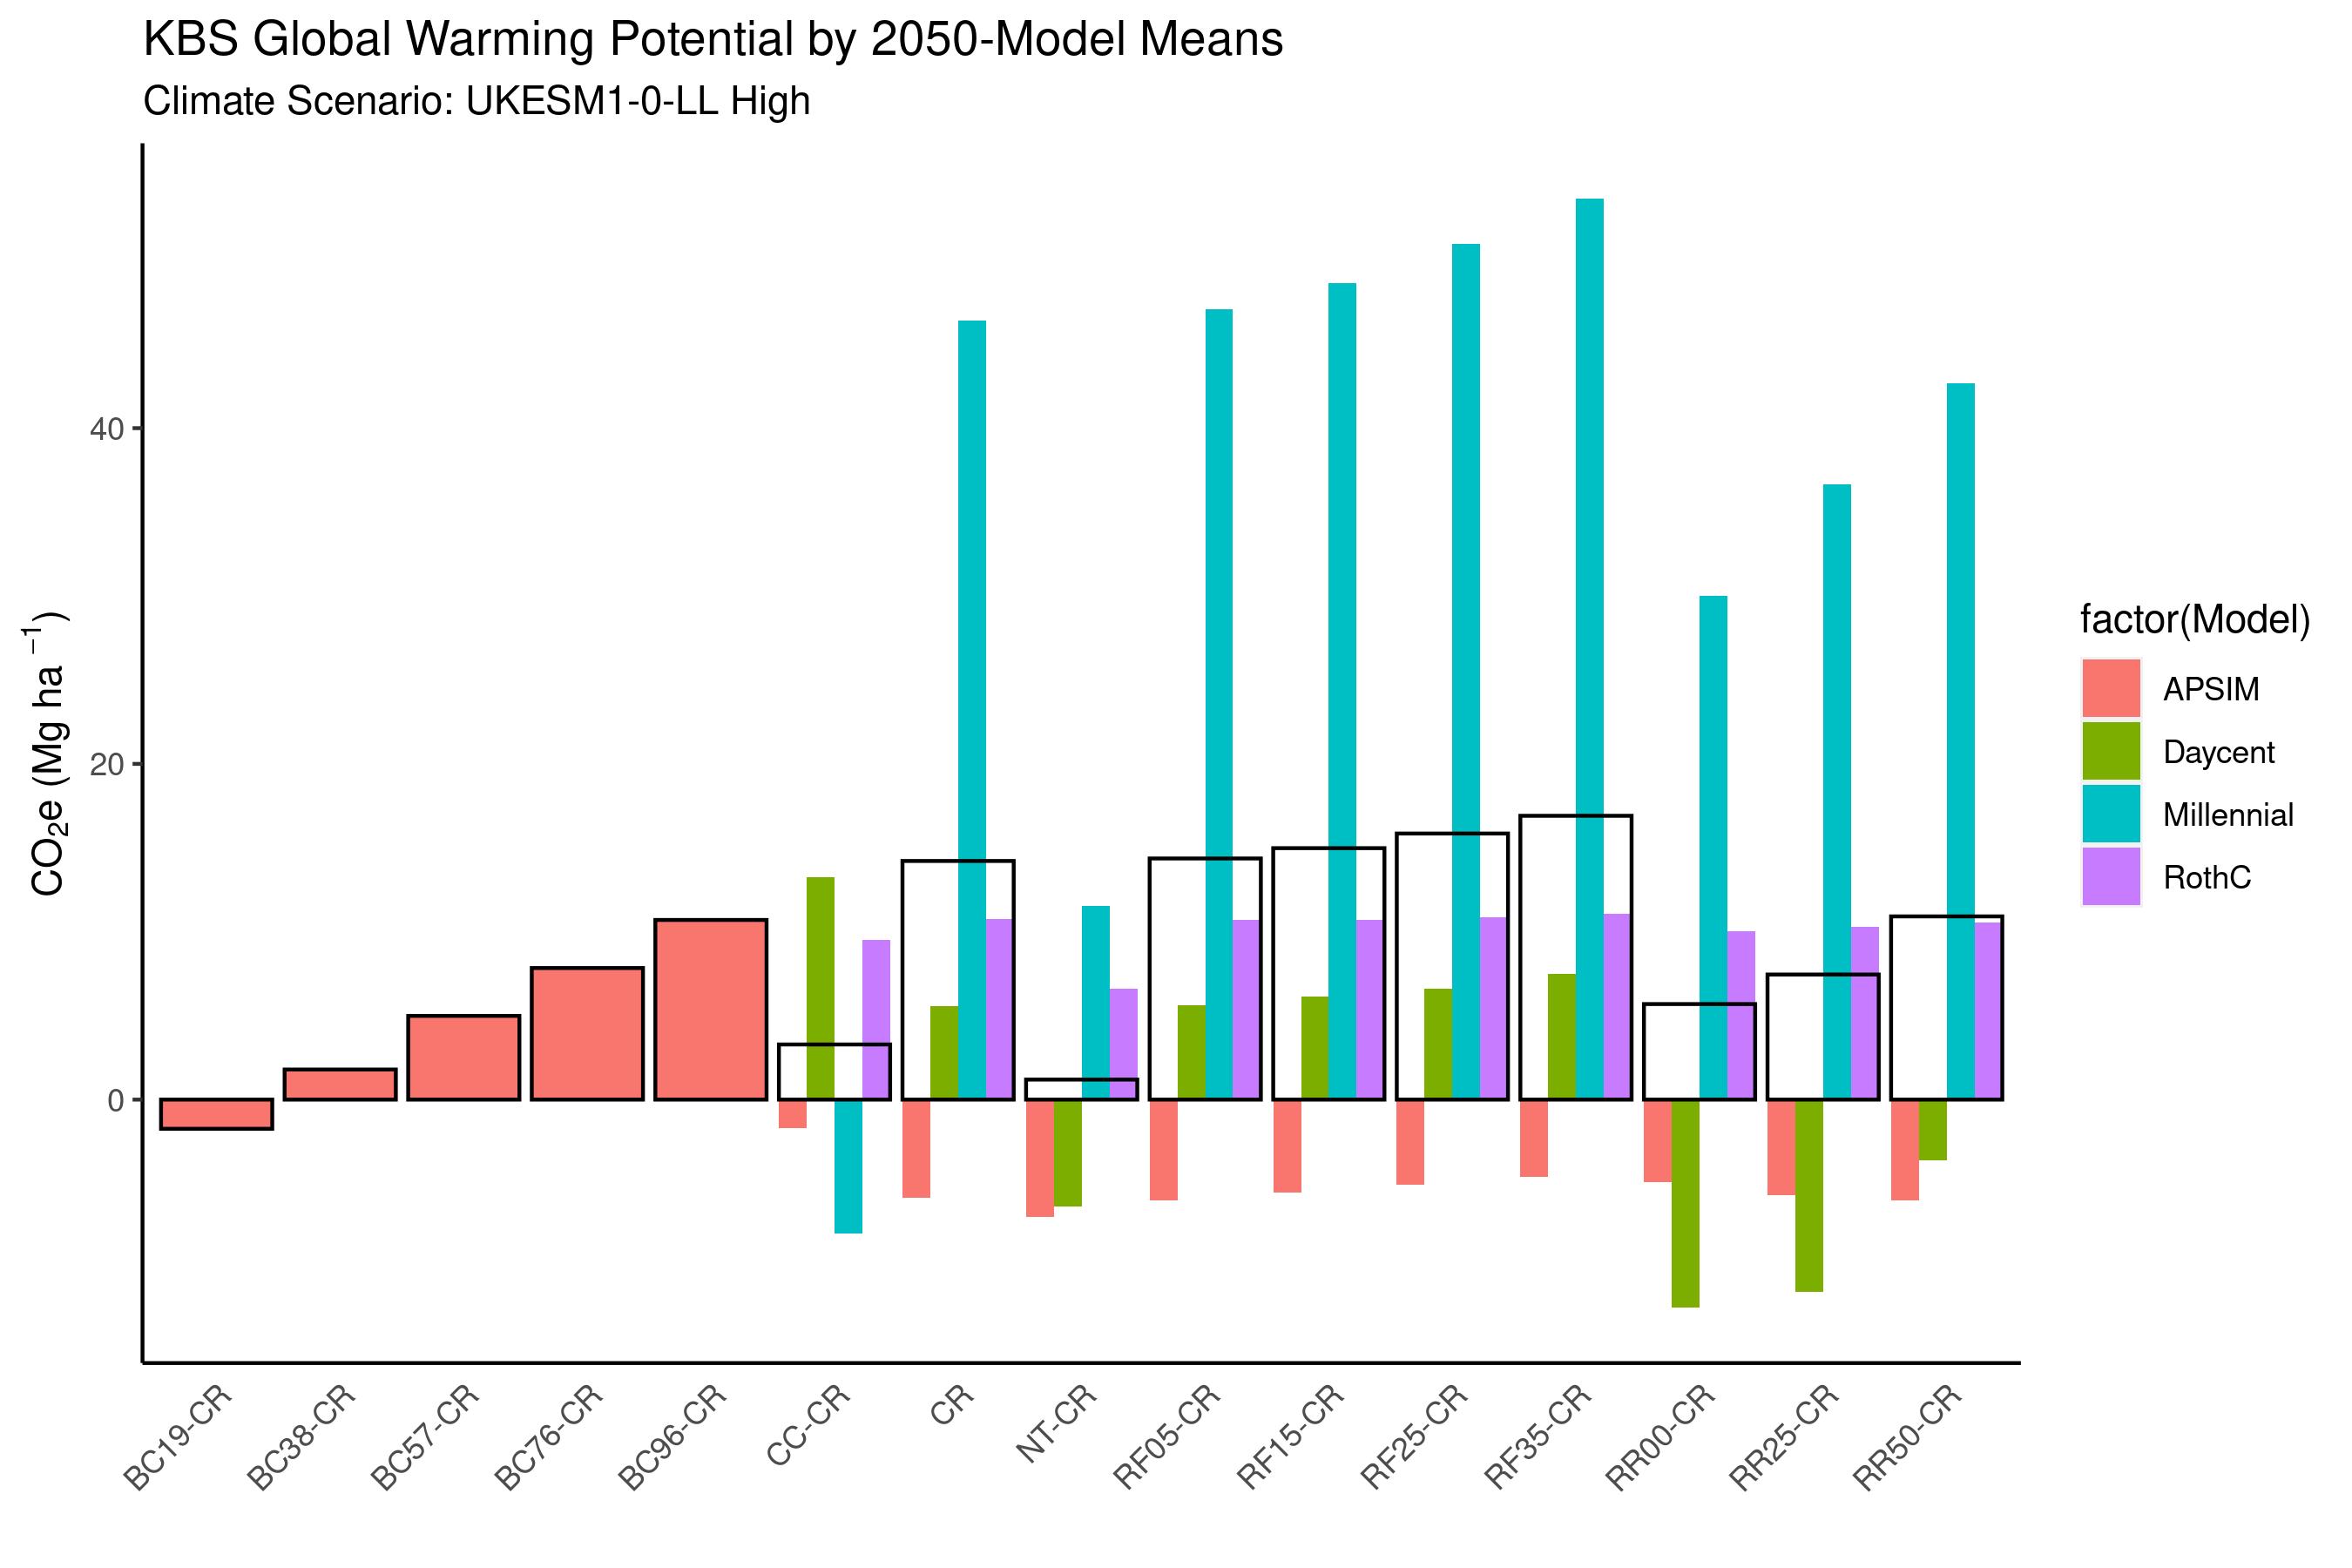 KBS Global Warming Potential by 2050-Model Means
Climate Scenario: UKESM1-0-LL High
CO₂e (Mg ha ⁻¹)
40
20
0
BC19-CR
BC38-CR
BC57-CR
BC76-CR
BC96-CR
CC-CR
CR
NT-CR
RF05-CR
RF15-CR
RF25-CR
RF35-CR
RR00-CR
RR25-CR
RR50-CR
factor(Model)
APSIM
Daycent
Millennial
RothC